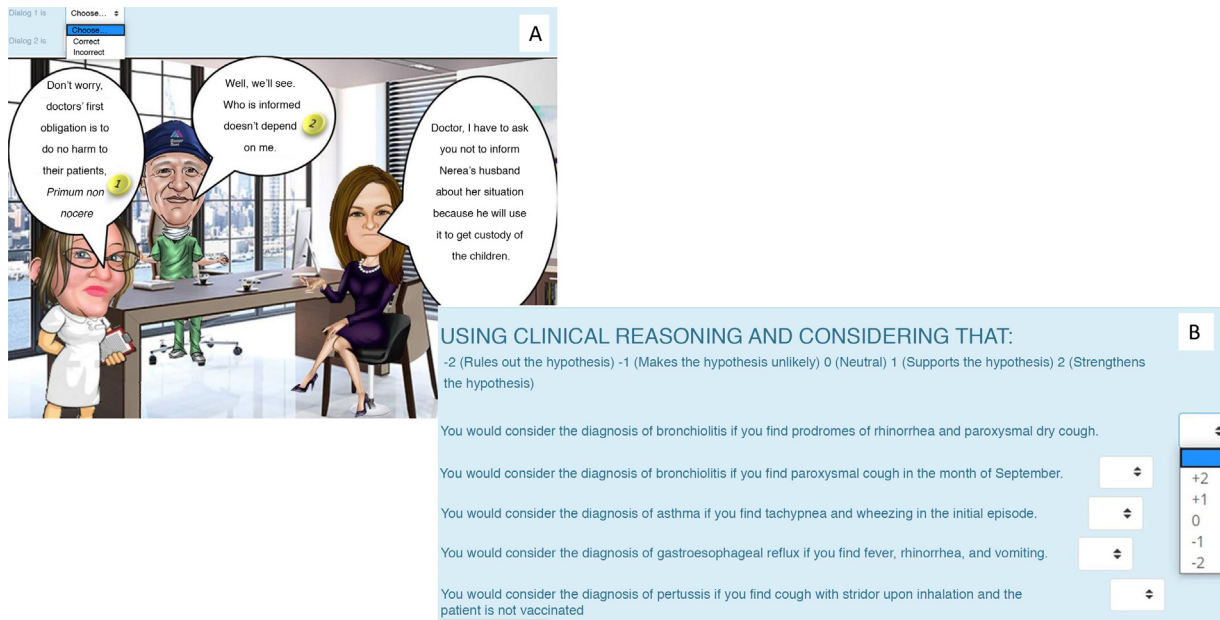 Dialog 1 is
Choose...
Choose...
Dialog 2 is
Correct
Incorrect
A
Don't worry,
doctors' first
obligation is to
do no harm to
their patients,
Primum non
nocere
1
Well, we'll see.
Who is informed
doesn't depend
on me.
2
Doctor, I have to ask
you not to inform
Nerea's husband
about her situation
because he will use
it to get custody of
the children.
B
USING CLINICAL REASONING AND CONSIDERING THAT:
-2 (Rules out the hypothesis) -1 (Makes the hypothesis unlikely) 0 (Neutral) 1 (Supports the hypothesis) 2 (Strengthens
the hypothesis)
You would consider the diagnosis of bronchiolitis if you find prodromes of rhinorrhea and paroxysmal dry cough.
You would consider the diagnosis of bronchiolitis if you find paroxysmal cough in the month of September.
You would consider the diagnosis of asthma if you find tachypnea and wheezing in the initial episode.
You would consider the diagnosis of gastroesophageal reflux if you find fever, rhinorrhea, and vomiting.
You would consider the diagnosis of pertussis if you find cough with stridor upon inhalation and the
patient is not vaccinated
+2
+1
0
-1
-2